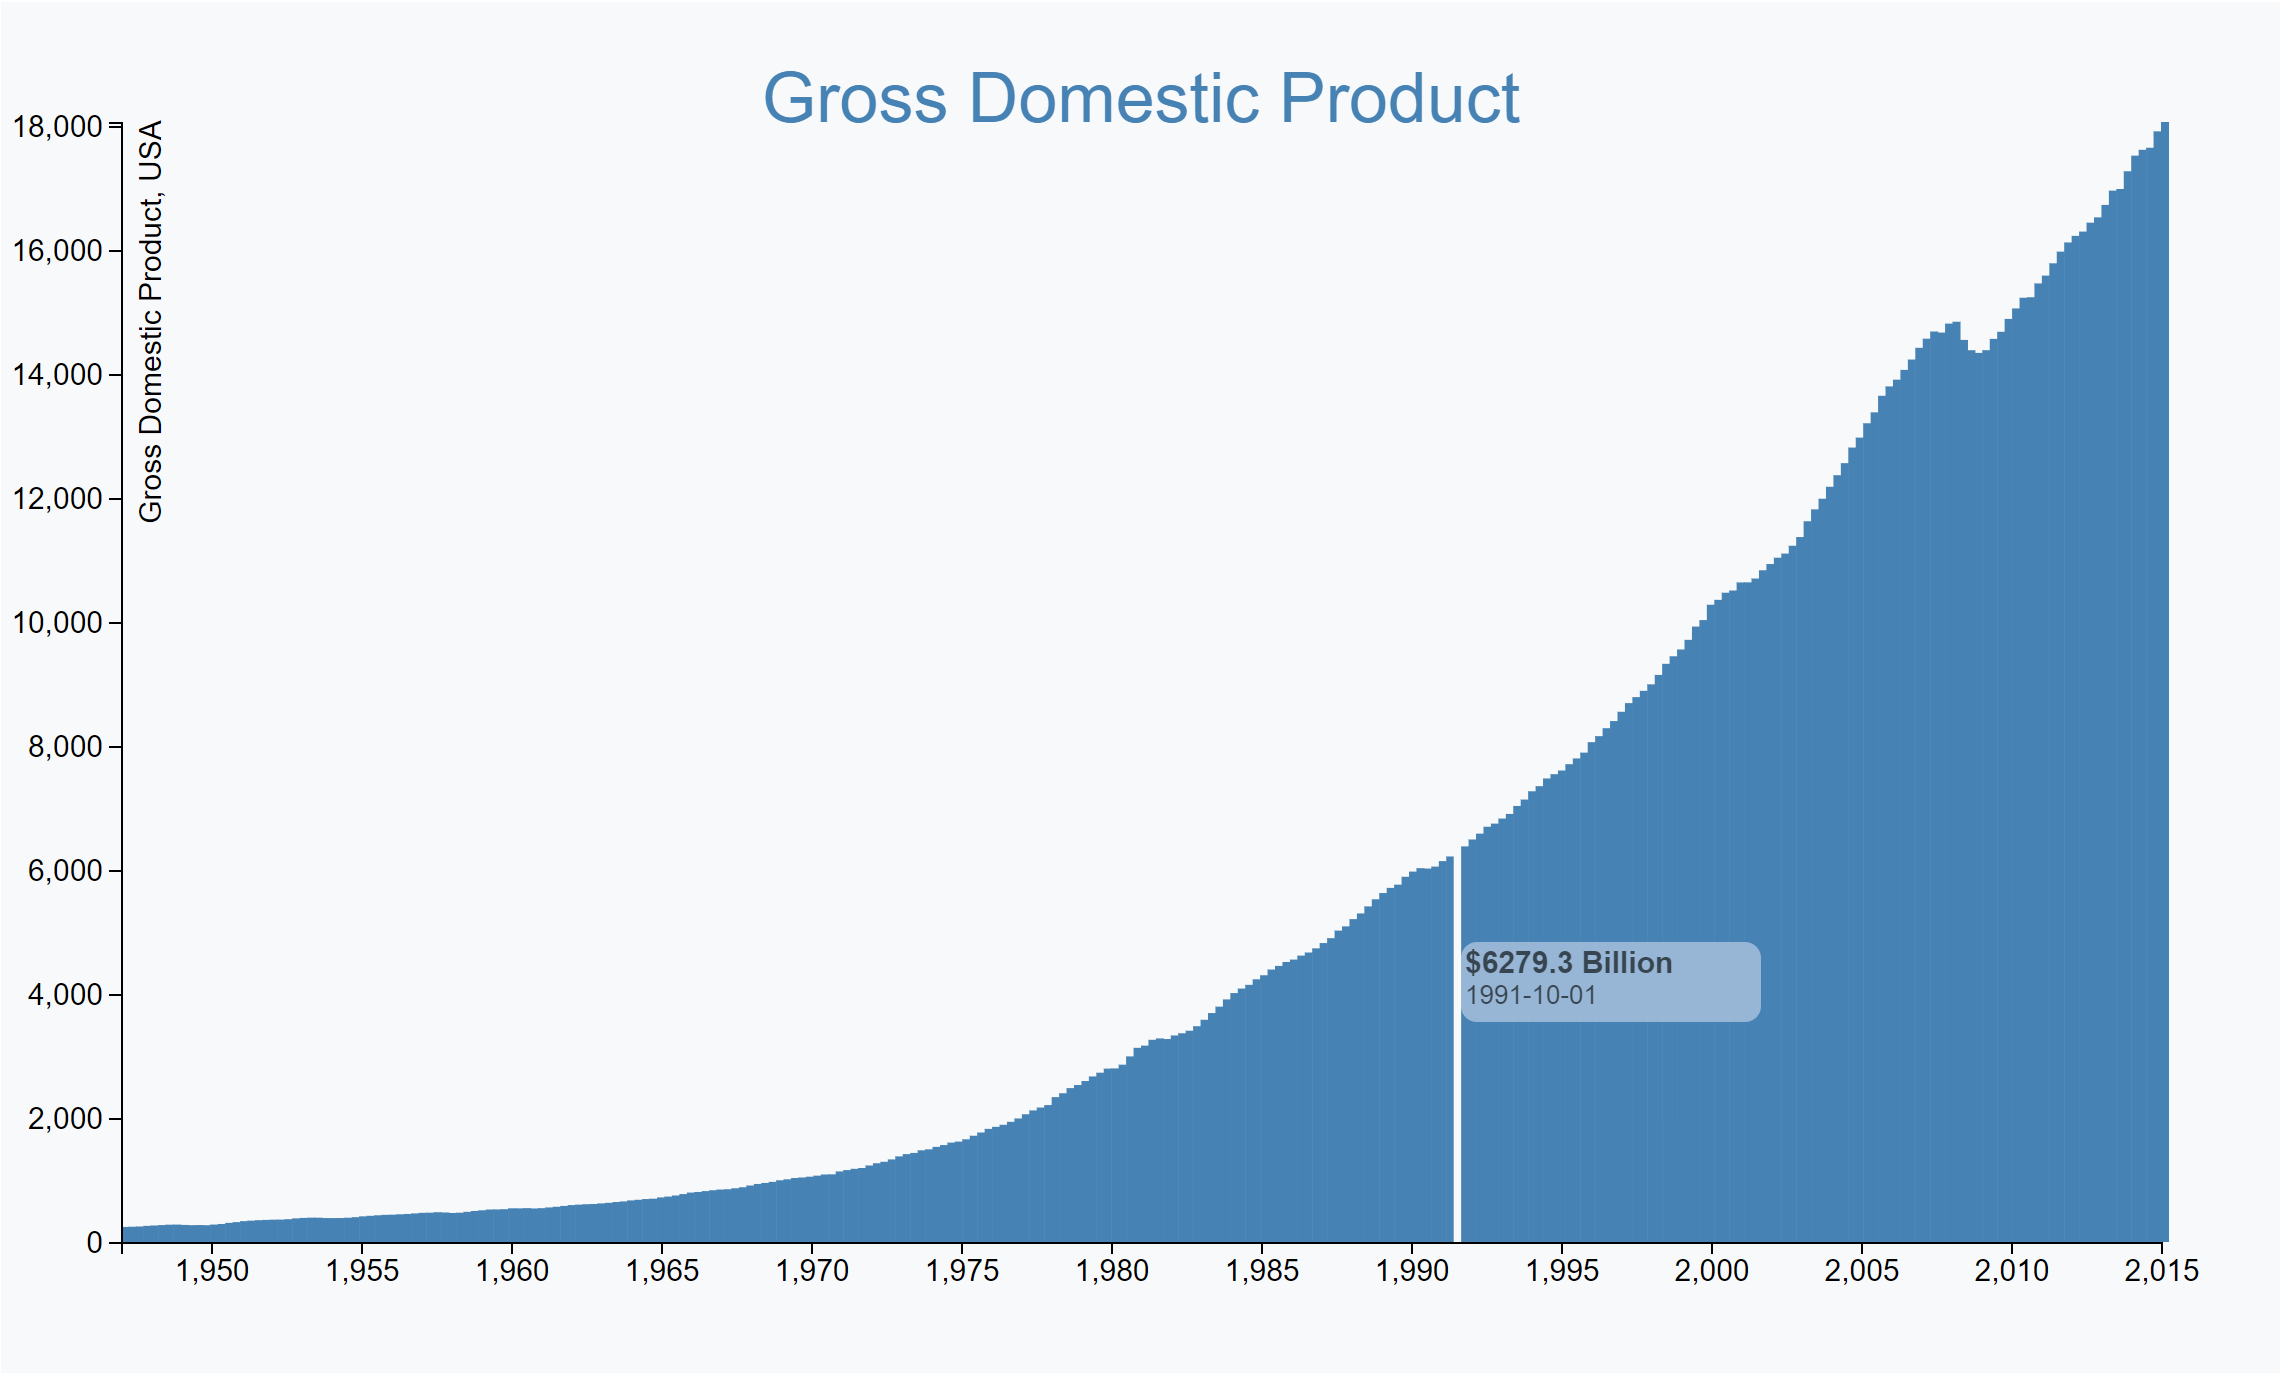 Gross Domestic Product
Gross Domestic Product, USA
18,000
16,000
14,000
12,000
10,000
8,000
6,000
4,000
2,000
0
$6279.3 Billion
1991-10-01
1,950 1,955 1,960 1,965 1,970 1,975 1,980 1,985 1,990 1,995 2,000 2,005 2,010 2,015